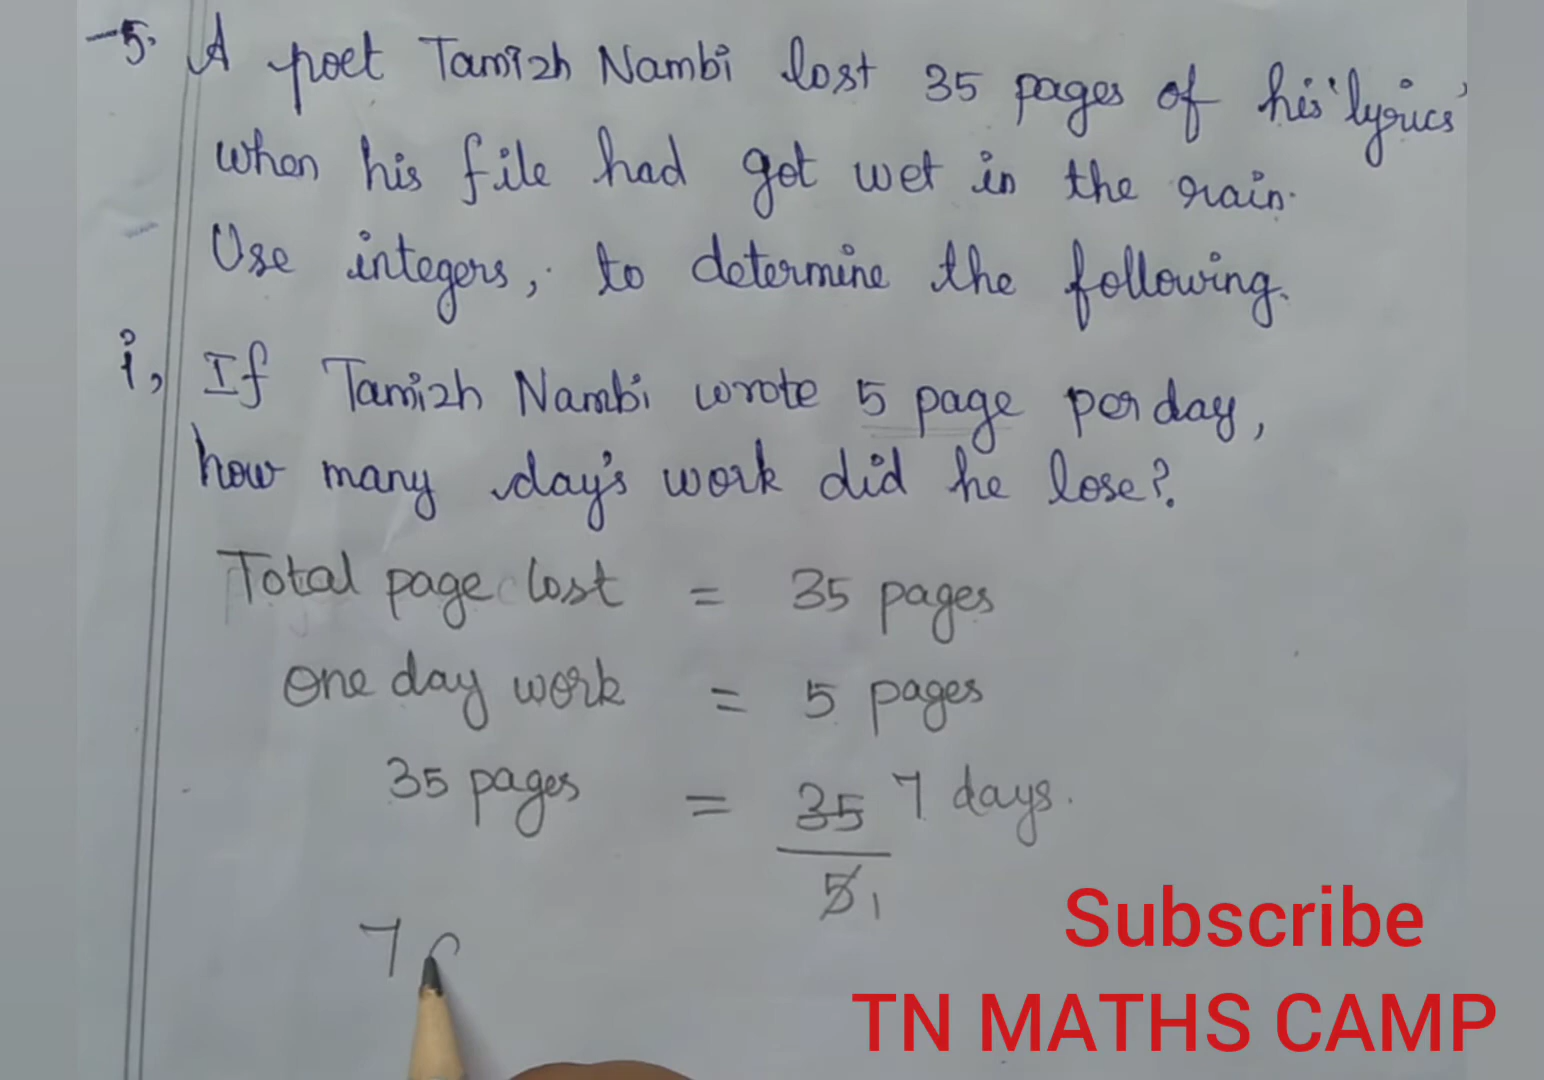 5. A poet Tamizh Nambi lost 35 pages of his 'lyrics'
when his file had got wet in the rain.
Use integers, to determine the following.
i, If Tamizh Nambi wrote 5 page per day,
how many day's work did he lose?
Total page lost = 35 pages
One day work = 5 pages
35 pages = 35 7 days.
5 1
7
Subscribe
TN MATHS CAMP